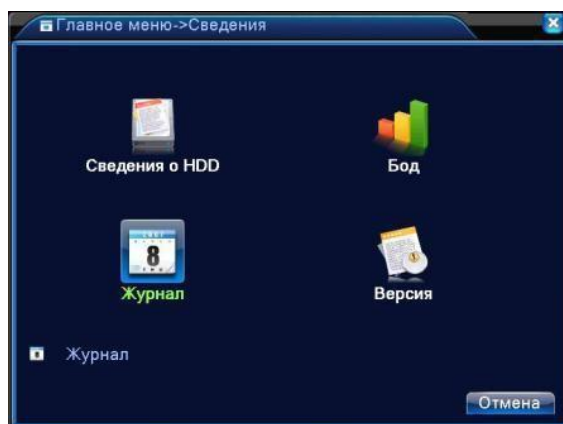 Главное меню->Сведения
Сведения о HDD
Бод
8
Журнал
Версия
Журнал
Отмена